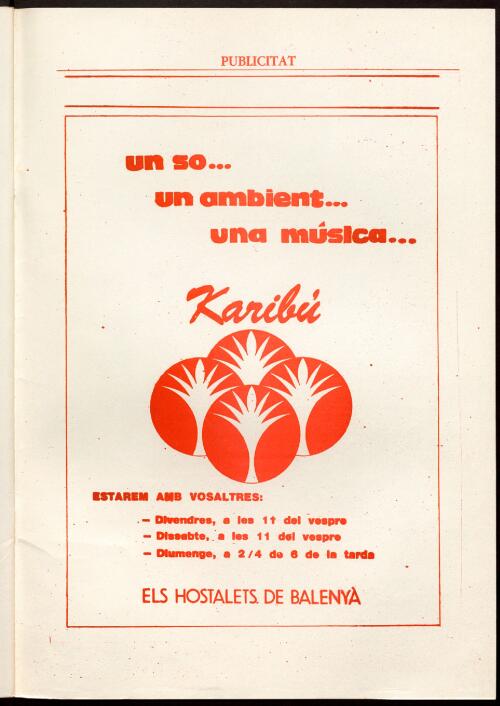 PUBLICITAT
un so...
un ambient...
una música...
Karibú
ESTAREM AMB VOSALTRES:
– Divendres, a les 11 del vespre
– Dissabte, a les 11 del vespre
– Diumenge, a 2/4 de 6 de la tarda
ELS HOSTALETS DE BALENYÀ